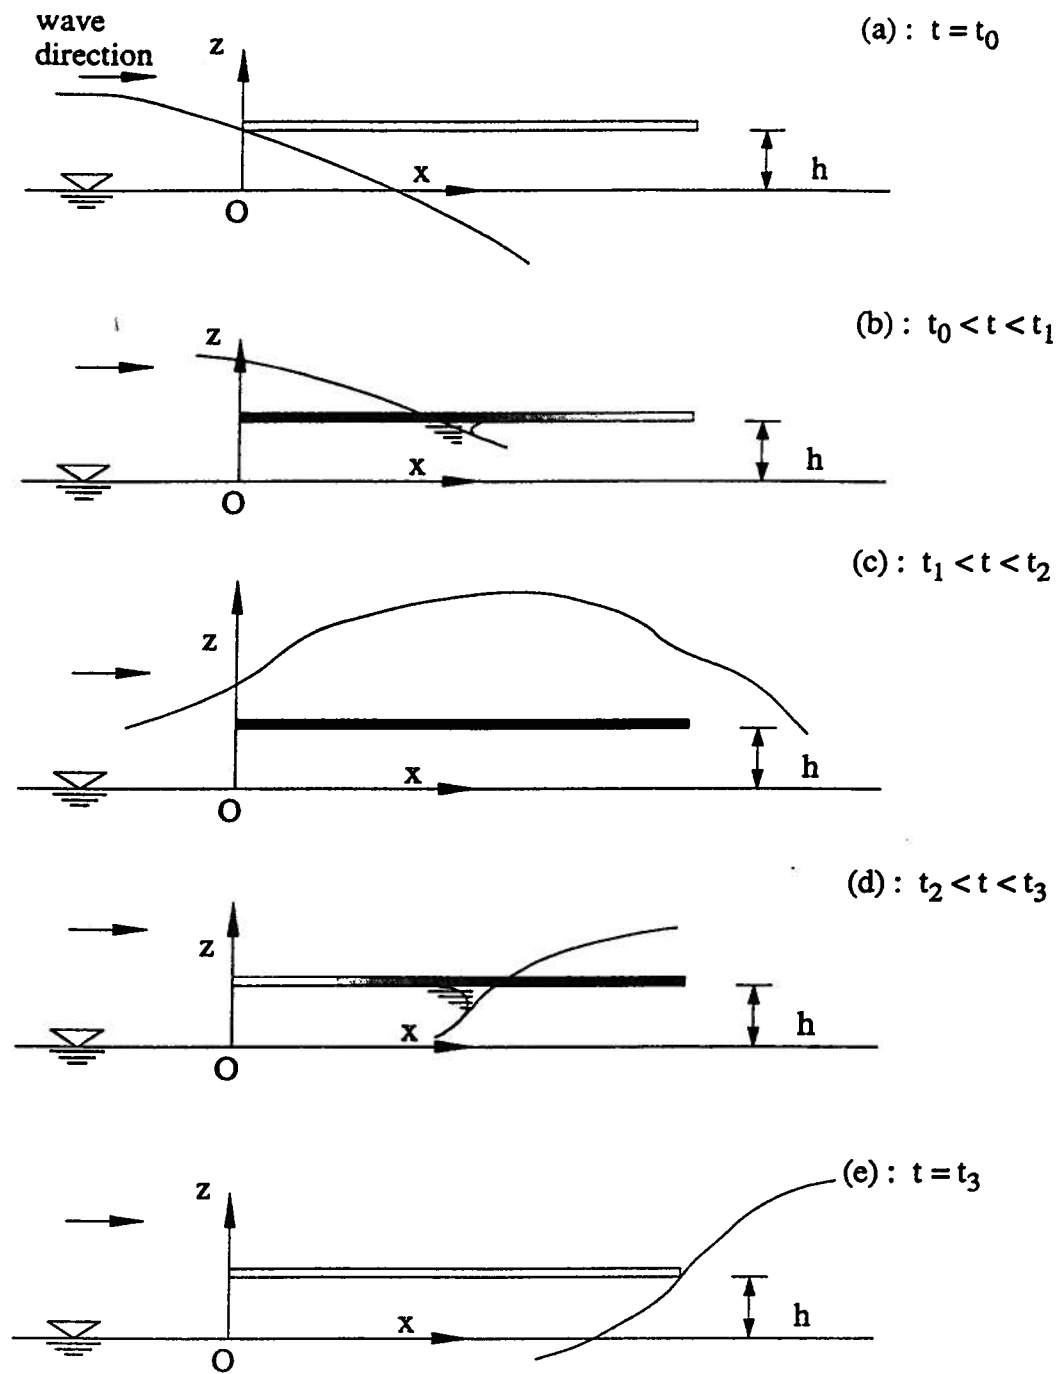 wave
direction
(a) : t = t0
z
x
h
O
(b) : t0 < t < t1
z
x
h
O
(c) : t1 < t < t2
z
x
h
O
(d) : t2 < t < t3
z
x
h
O
(e) : t = t3
z
x
h
O